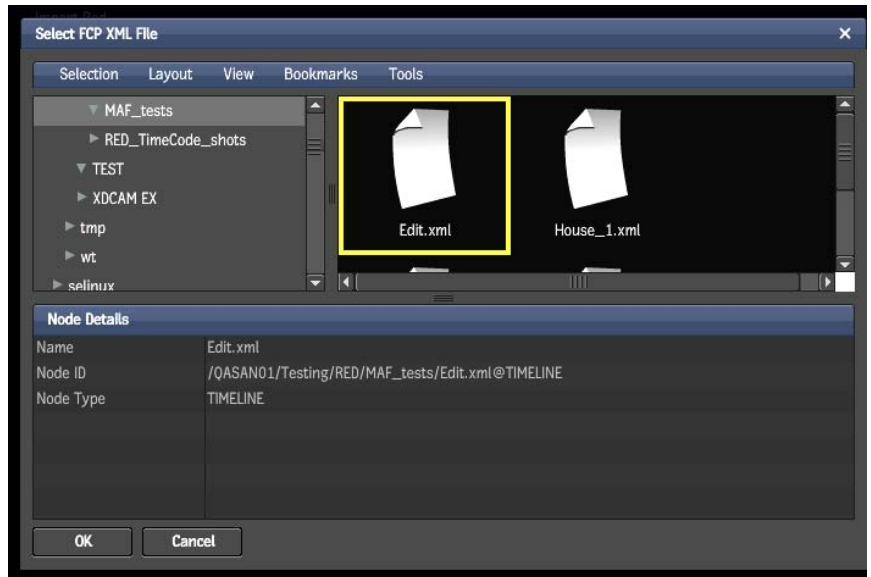 Import Red
Select FCP XML File
Selection Layout View Bookmarks Tools
MAF_tests
RED_TimeCode_shots
TEST
XDCAM EX
tmp
wt
selinux
Edit.xml House_1.xml
Node Details
Name Edit.xml
Node ID /QASAN01/Testing/RED/MAF_tests/Edit.xml@TIMELINE
Node Type TIMELINE
OK Cancel